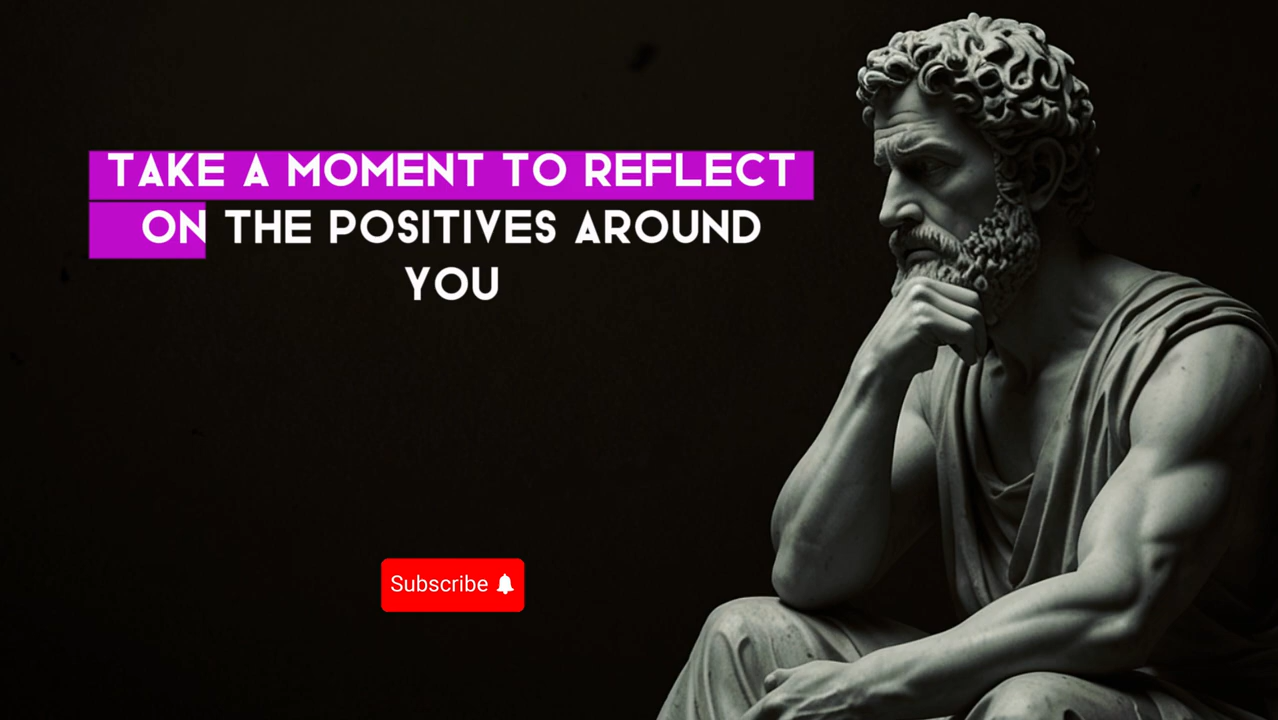 TAKE A MOMENT TO REFLECT
ON THE POSITIVES AROUND
YOU
Subscribe